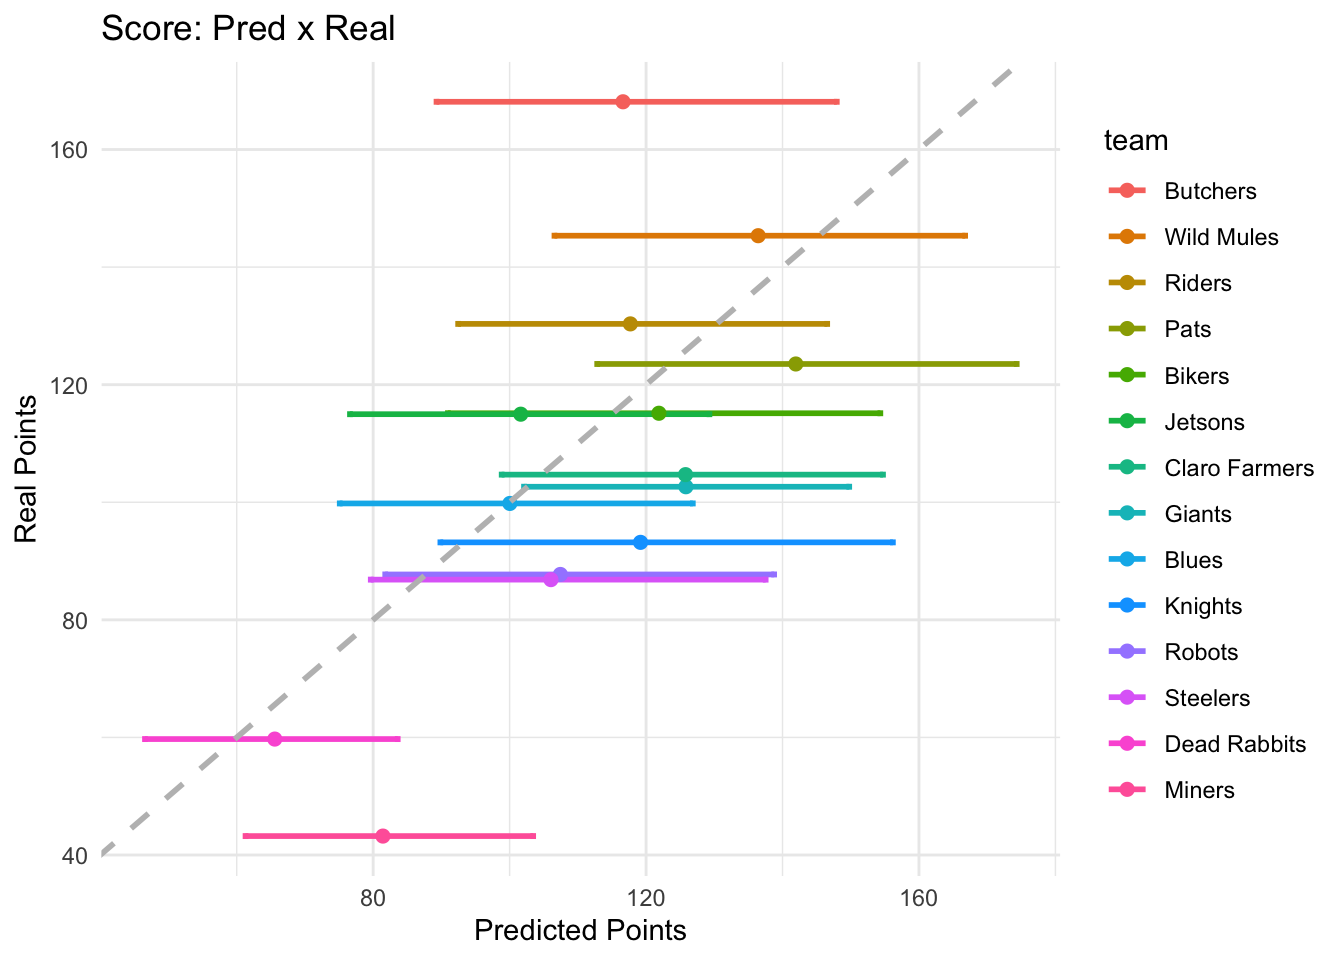 Score: Pred x Real
160
120
80
40
Real Points
80
120
160
Predicted Points
team
Butchers
Wild Mules
Riders
Pats
Bikers
Jetsons
Claro Farmers
Giants
Blues
Knights
Robots
Steelers
Dead Rabbits
Miners